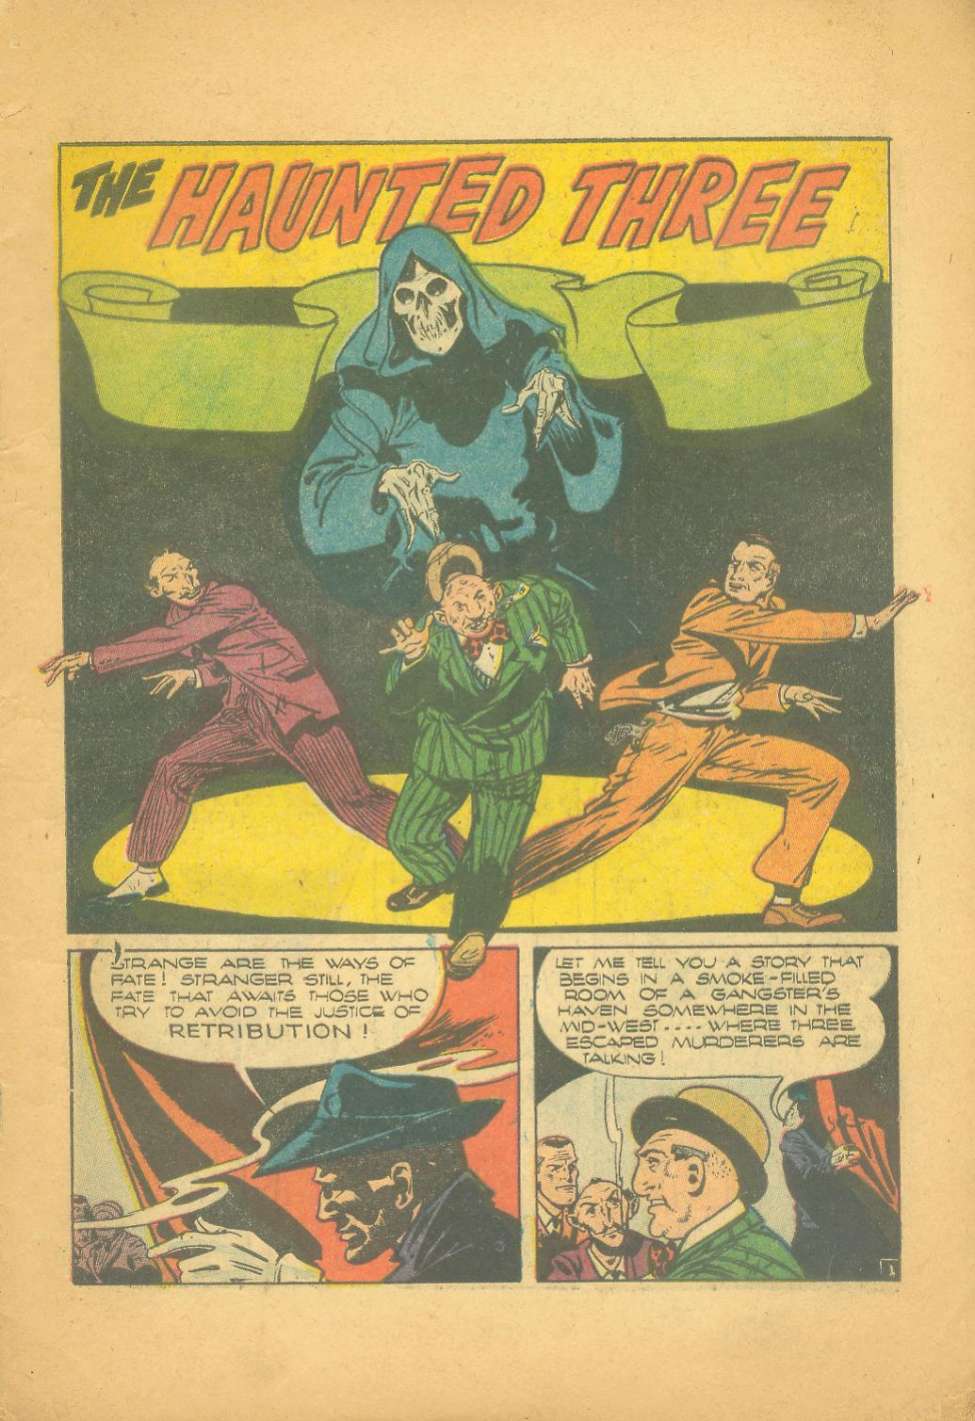 THE HAUNTED THREE
STRANGE ARE THE WAYS OF
FATE! STRANGER STILL, THE
FATE THAT AWAITS THOSE WHO
TRY TO AVOID THE JUSTICE OF
RETRIBUTION!
LET ME TELL YOU A STORY THAT
BEGINS IN A SMOKE-FILLED
ROOM OF A GANGSTER'S
HAVEN SOMEWHERE IN THE
MID-WEST....WHERE THREE
ESCAPED MURDERERS ARE
TALKING!
1